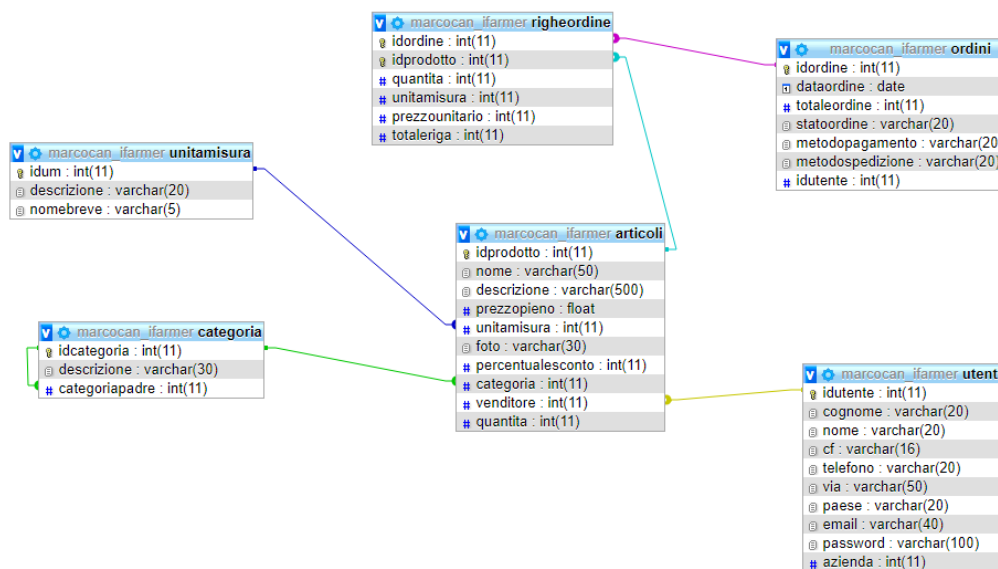 marcocan_ifarmer righeordine
idordine : int(11)
idprodotto : int(11)
quantita : int(11)
unitamisura : int(11)
prezzounitario : int(11)
totaleriga : int(11)
marcocan_ifarmer ordini
idordine : int(11)
dataordine : date
totaleordine : int(11)
statoordine : varchar(20)
metodopagamento : varchar(20
metodospedizione : varchar(20)
idutente : int(11)
marcocan_ifarmer unitamisura
idum : int(11)
descrizione : varchar(20)
nomebreve : varchar(5)
marcocan_ifarmer articoli
idprodotto : int(11)
nome : varchar(50)
descrizione : varchar(500)
prezzopieno : float
unitamisura : int(11)
foto : varchar(30)
percentualesconto : int(11)
categoria : int(11)
venditore : int(11)
quantita : int(11)
marcocan_ifarmer categoria
idcategoria : int(11)
descrizione : varchar(30)
categoriapadre : int(11)
marcocan_ifarmer utent
idutente : int(11)
cognome : varchar(20)
nome : varchar(20)
cf : varchar(16)
telefono : varchar(20)
via : varchar(50)
paese : varchar(20)
email : varchar(40)
password : varchar(100)
azienda : int(11)